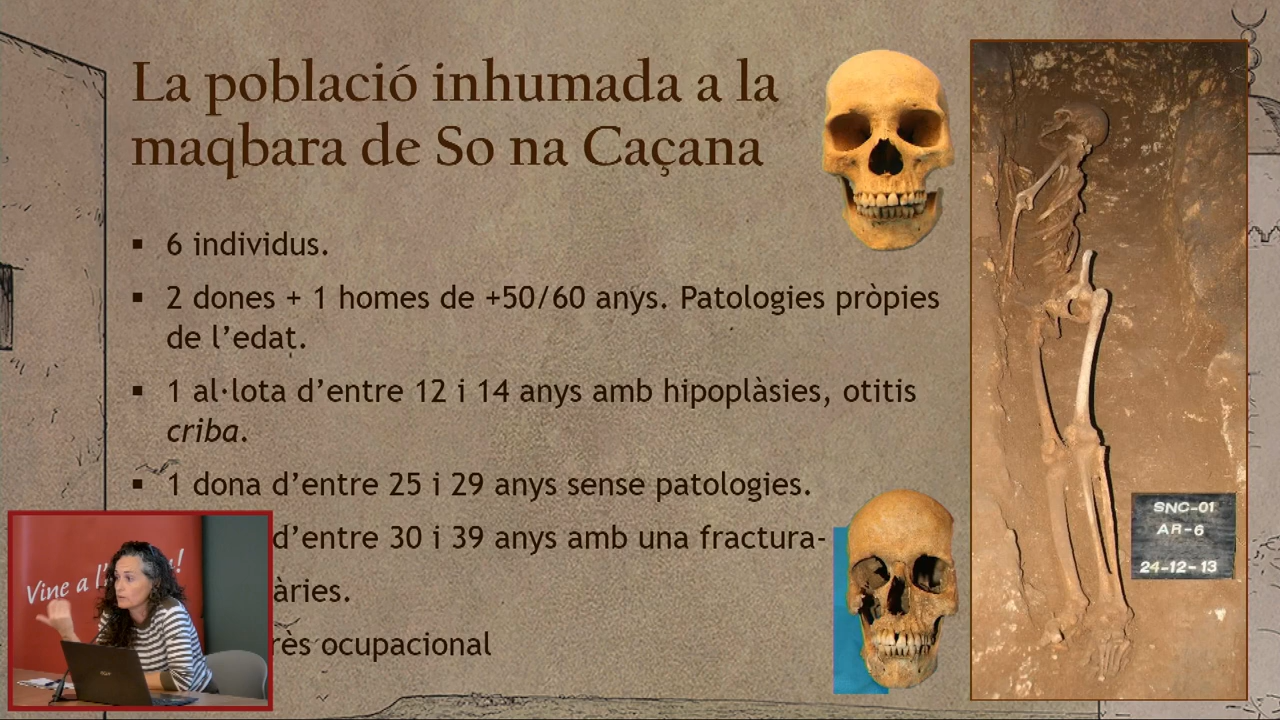 La població inhumada a la
maqbara de So na Caçana
6 individus.
2 dones + 1 homes de +50/60 anys. Patologies pròpies
de l’edat.
1 al·lota d’entre 12 i 14 anys amb hipoplàsies, otitis
criba.
1 dona d’entre 25 i 29 anys sense patologies.
d’entre 30 i 39 anys amb una fractura-
ocupacional
SNC-01
AR-6
24-12-13
Vine a